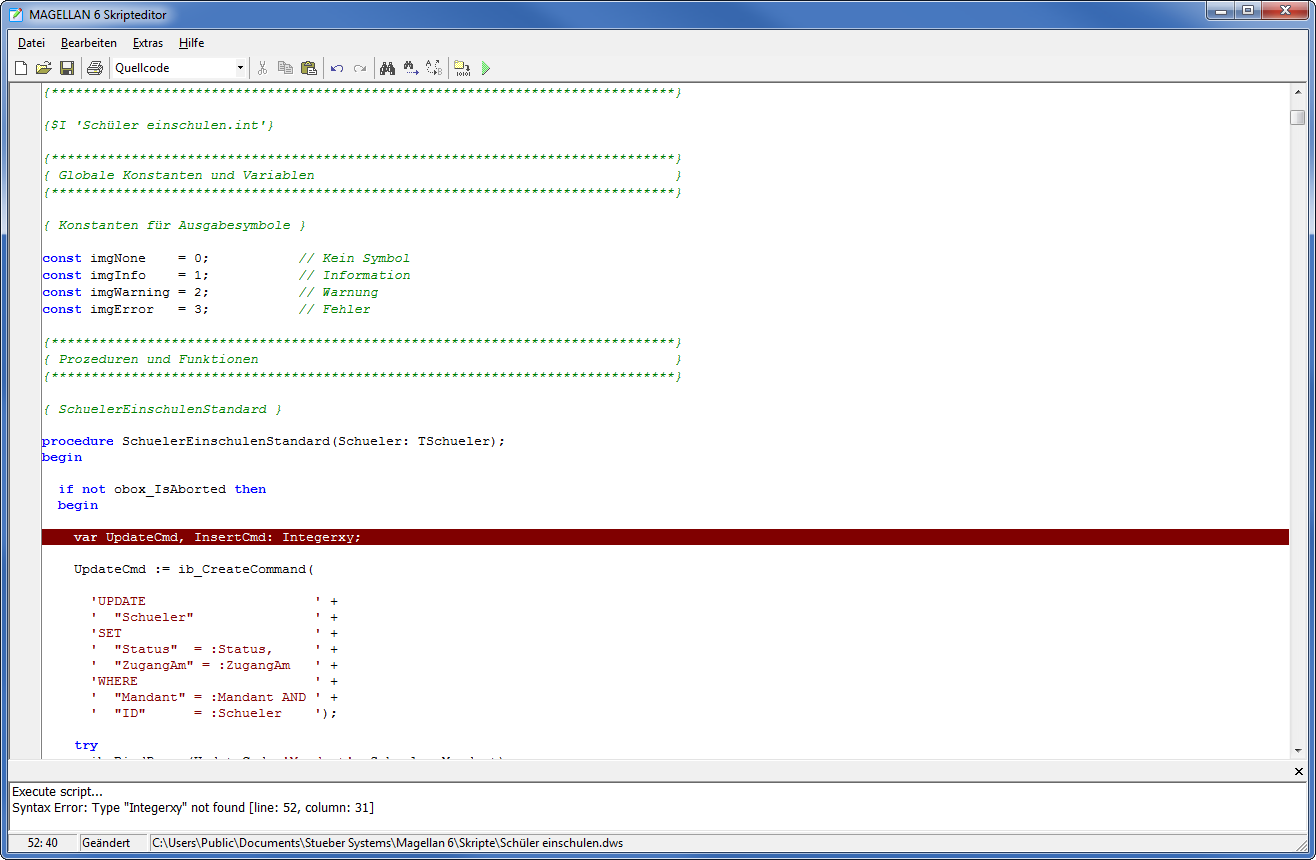 MAGELLAN 6 Skripteditor
Datei Bearbeiten Extras Hilfe
Quellcode
{******************************************************************************}
{$I 'Schüler einschulen.int'}
{******************************************************************************}
{ Globale Konstanten und Variablen                                             }
{******************************************************************************}
{ Konstanten für Ausgabesymbole }
const imgNone    = 0;           // Kein Symbol
const imgInfo    = 1;           // Information
const imgWarning = 2;           // Warnung
const imgError   = 3;           // Fehler
{******************************************************************************}
{ Prozeduren und Funktionen                                                    }
{******************************************************************************}
{ SchuelerEinschulenStandard }
procedure SchuelerEinschulenStandard(Schueler: TSchueler);
begin
  if not obox_IsAborted then
  begin
    var UpdateCmd, InsertCmd: Integerxy;
    UpdateCmd := ib_CreateCommand(
      'UPDATE                     ' +
      '  "Schueler"               ' +
      'SET                        ' +
      '  "Status"  = :Status,     ' +
      '  "ZugangAm" = :ZugangAm   ' +
      'WHERE                      ' +
      '  "Mandant" = :Mandant AND ' +
      '  "ID"      = :Schueler    ');
    try
Execute script...
Syntax Error: Type "Integerxy" not found [line: 52, column: 31]
52: 40 Geändert C:\Users\Public\Documents\Stueber Systems\Magellan 6\Skripte\Schüler einschulen.dws